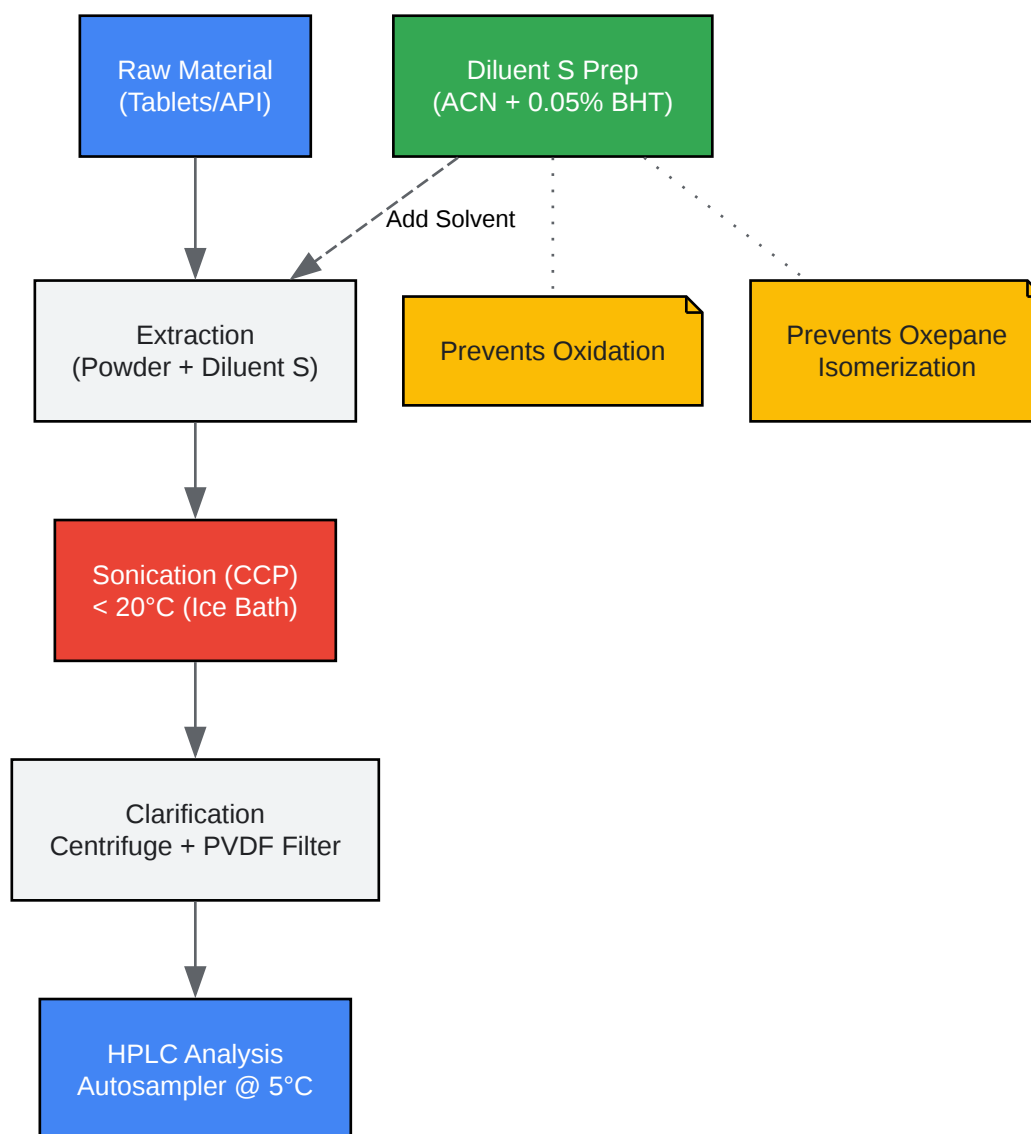 Raw Material
(Tablets/API)
Diluent S Prep
(ACN + 0.05% BHT)
Add Solvent
Extraction
(Powder + Diluent S)
Prevents Oxidation
Prevents Oxepane
Isomerization
Sonication (CCP)
< 20°C (Ice Bath)
Clarification
Centrifuge + PVDF Filter
HPLC Analysis
Autosampler @ 5°C